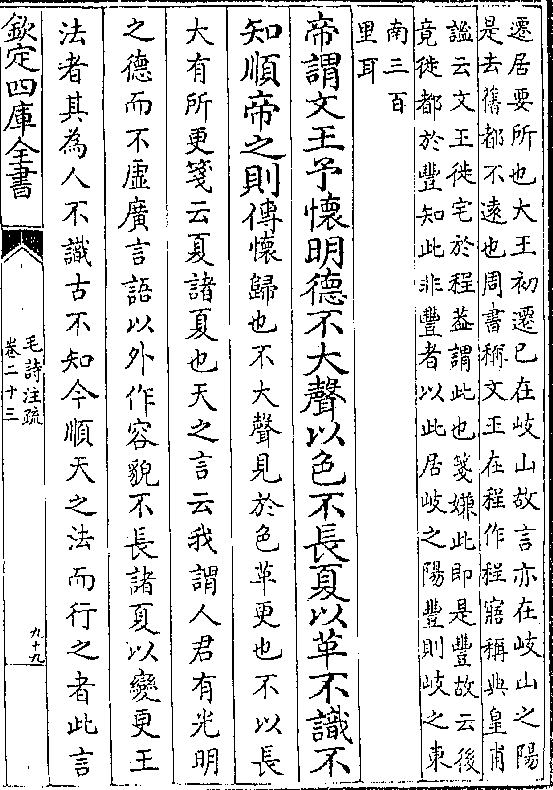 遷居要所也大王初遷已在岐山故言亦在岐山之陽
是去舊都不遠也周書稱文王在程作程寤稱典皇甫
謐云文王徙宅於程葢謂此也箋嫌此即是豐故云後
竟徙都於豐知此非豐者以此居岐之陽豐則岐之東
南三百
里耳
帝謂文王予懷明德不大聲以色不長夏以革不識不
知順帝之則傳懷歸也不大聲見於色革更也不以長
大有所更箋云夏諸夏也天之言云我謂人君有光明
之德而不虛廣言語以外作容貌不長諸夏以變更王
法者其為人不識古不知今順天之法而行之者此言
欽定四庫全書
毛詩注疏
卷二十三
九十九